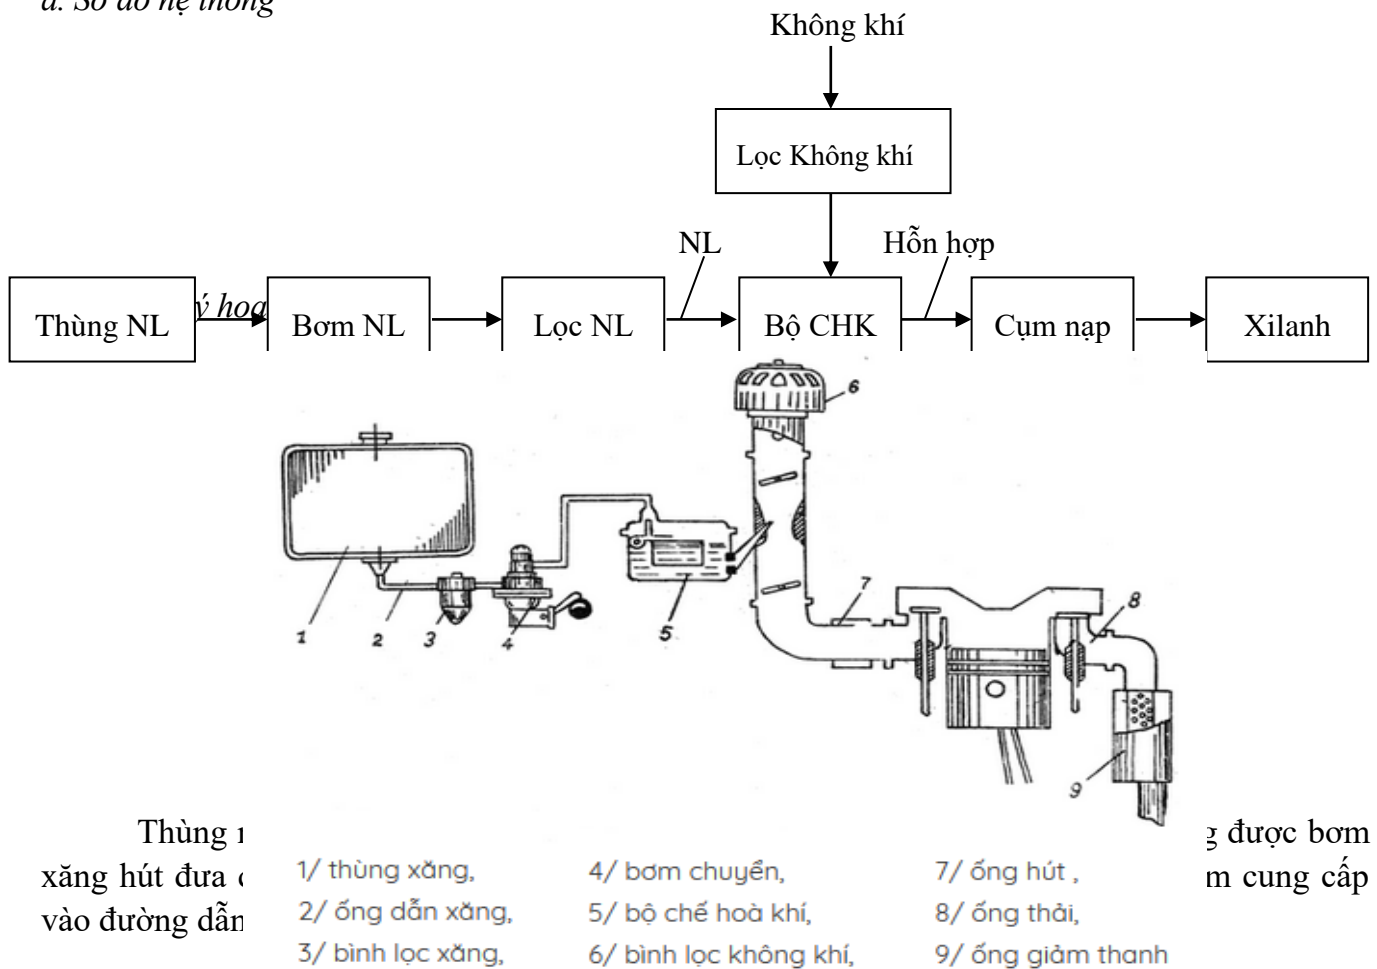 a. Sơ đồ hệ thống
Không khí
Lọc Không khí
NL
Hỗn hợp
Thùng NL
ý hoạ
Bơm NL
Lọc NL
Bộ CHK
Cụm nạp
Xilanh
6
1
2
3
4
5
7
8
9
Thùng
được bơm
xăng hút đưa
m cung cấp
vào đường dẫn
1/ thùng xăng,
4/ bơm chuyển,
7/ ống hút ,
2/ ống dẫn xăng,
5/ bộ chế hoà khí,
8/ ống thải,
3/ bình lọc xăng,
6/ bình lọc không khí,
9/ ống giảm thanh